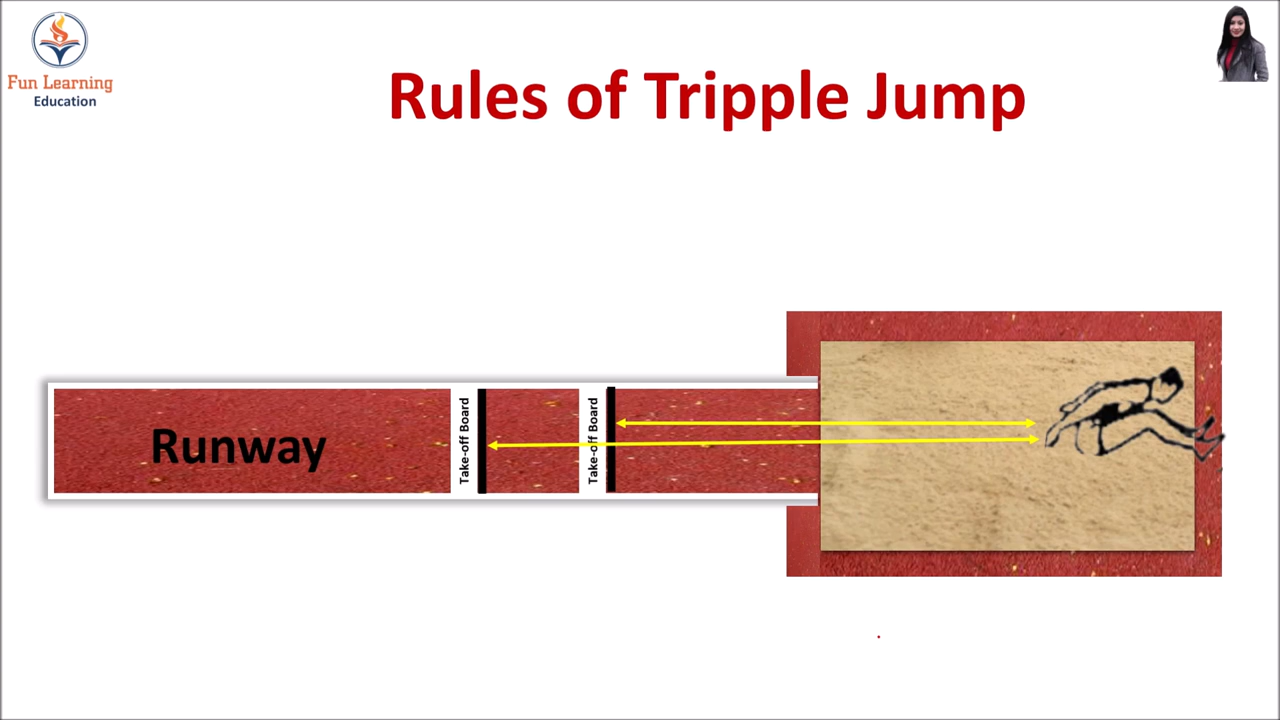 Fun Learning
Education
Rules of Tripple Jump
Runway
Take-off Board
Take-off Board